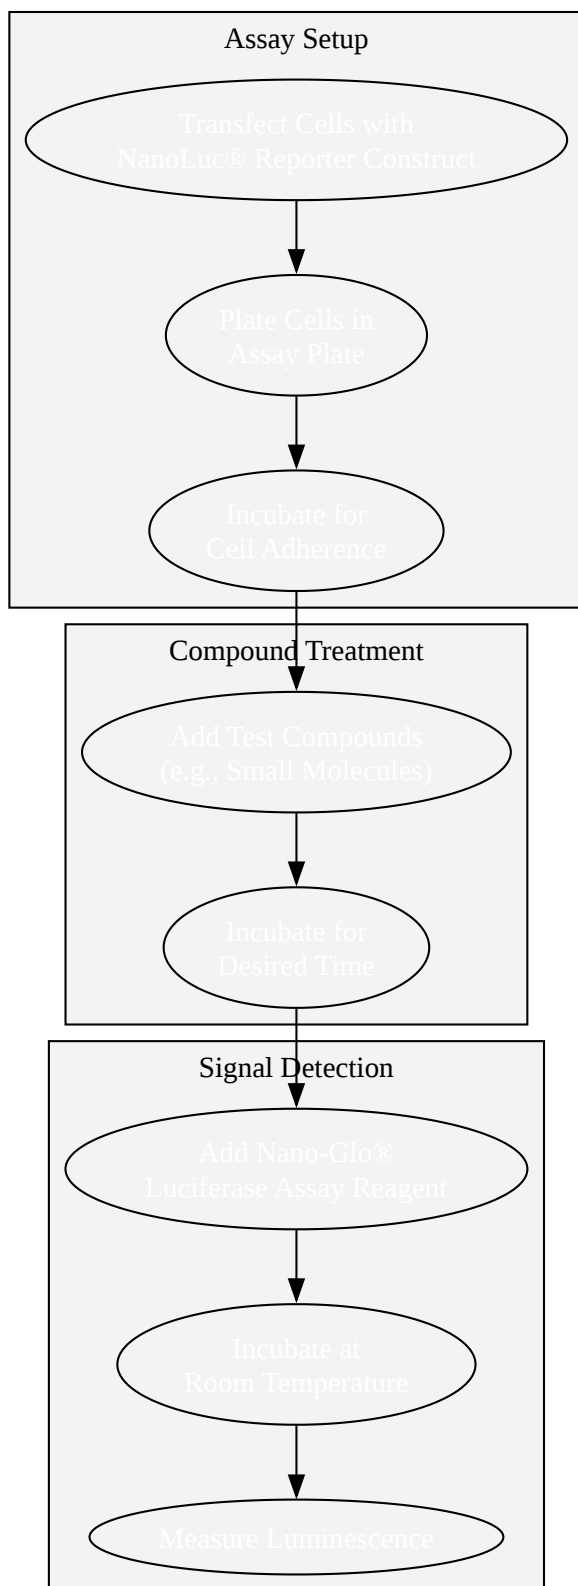 Assay Setup
Transfect Cells with
NanoLuc® Reporter Construct
Plate Cells in
Assay Plate
Incubate for
Cell Adherence
Compound Treatment
Add Test Compounds
(e.g., Small Molecules)
Incubate for
Desired Time
Signal Detection
Add Nano-Glo®
Luciferase Assay Reagent
Incubate at
Room Temperature
Measure Luminescence